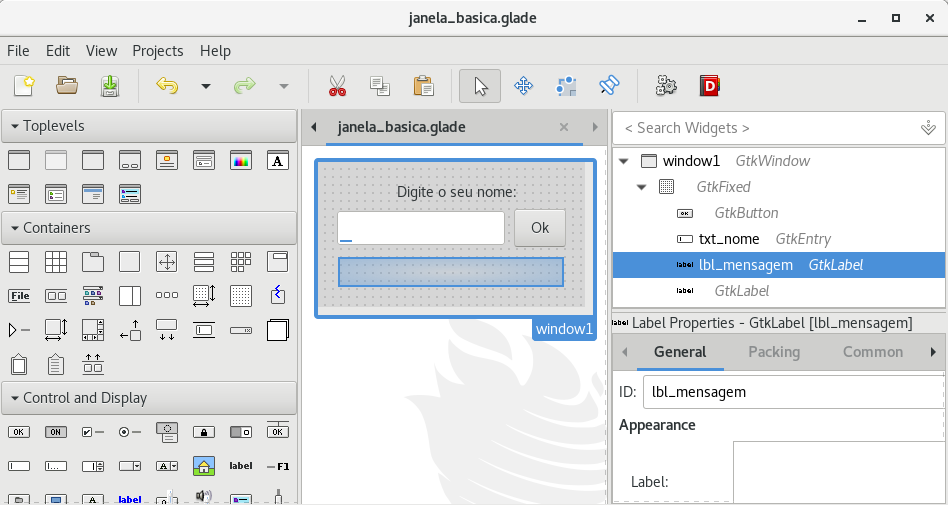 janela_basica.glade
File Edit View Projects Help
Toplevels
A
Containers
File
Control and Display
OK ON OK
A label F1
A label
janela_basica.glade
Digite o seu nome:
Ok
window1
< Search Widgets >
window1 GtkWindow
GtkFixed
OK GtkButton
txt_nome GtkEntry
label lbl_mensagem GtkLabel
label GtkLabel
label Label Properties - GtkLabel [lbl_mensagem]
General Packing Common
ID: lbl_mensagem
Appearance
Label: